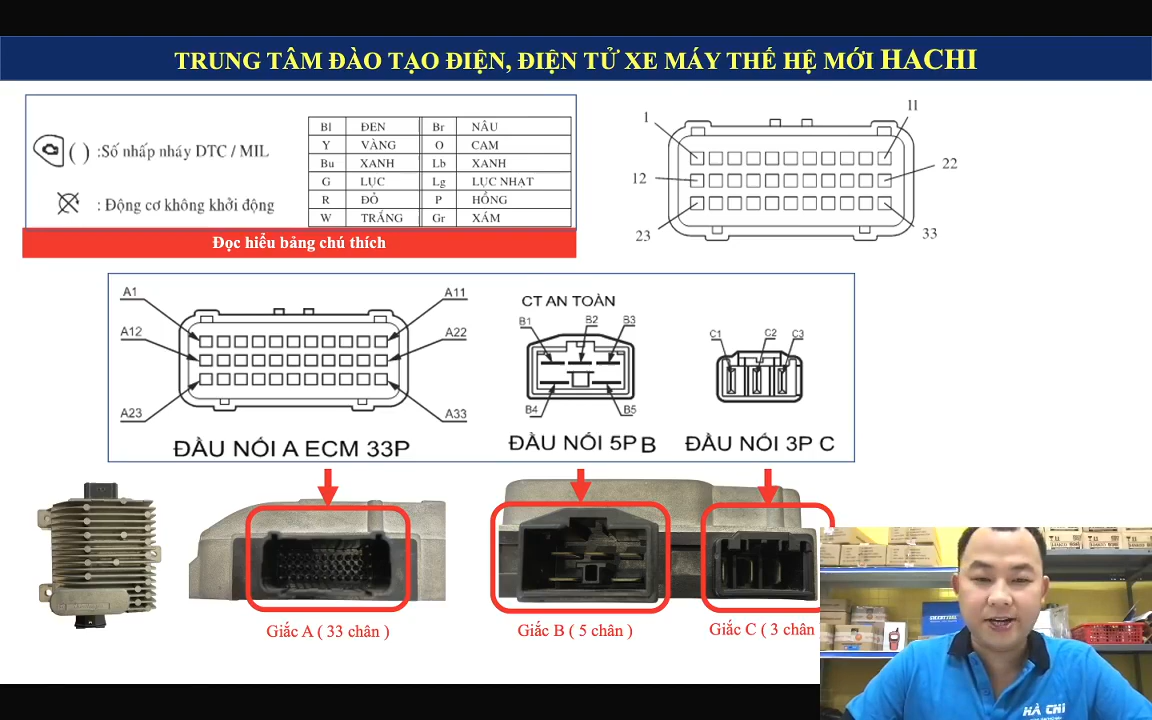 TRUNG TÂM ĐÀO TẠO ĐIỆN, ĐIỆN TỬ XE MÁY THẾ HỆ MỚI HACHI
( ) :Số nhấp nháy DTC / MIL
: Động cơ không khởi động
Bl ĐEN Br NÂU
Y VÀNG O CAM
Bu XANH Lb XANH
G LỤC Lg LỤC NHẠT
R ĐỎ P HỒNG
W TRẮNG Gr XÁM
Đọc hiểu bảng chú thích
1 11
12 22
23 33
A1 A11
A12 A22
A23 A33
ĐẦU NỐI A ECM 33P
CT AN TOÀN
B1 B2 B3
B4 B5
ĐẦU NỐI 5P B
C1 C2 C3
ĐẦU NỐI 3P C
Giắc A ( 33 chân )
Giắc B ( 5 chân )
Giắc C ( 3 chân
HÀ CHI